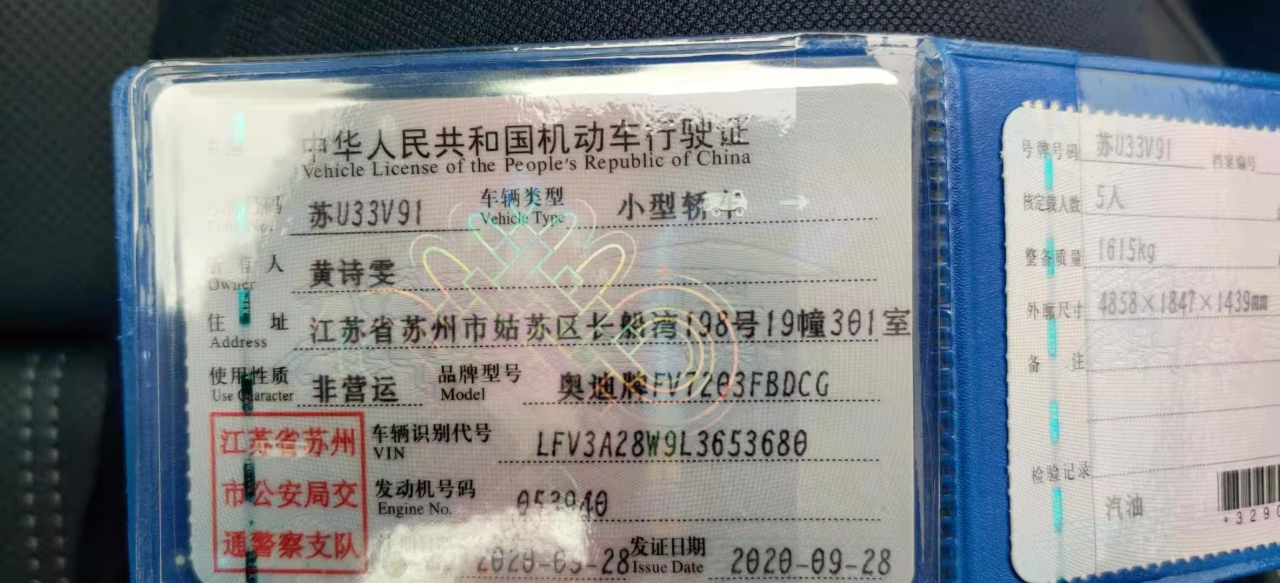 中华人民共和国机动车行驶证
Vehicle License of the People's Republic of China
苏U33V91 车辆类型 Vehicle Type 小型轿车
人 Owner 黄诗雯
住址 Address 江苏省苏州市姑苏区长船湾198号19幢301室
使用性质 Use Character 非营运 品牌型号 Model 奥迪牌FV7203FBDCG
江苏省苏州
市公安局交
通警察支队
车辆识别代号 VIN LFV3A28W9L3653680
发动机号码 Engine No. 053940
2020-09-28 发证日期 Issue Date 2020-09-28
号牌号码 苏U33V91 档案编号
核定载人数 5人
整备质量 1615kg
外廓尺寸 4858×1847×1439mm
备注
检验记录
汽油
*3290